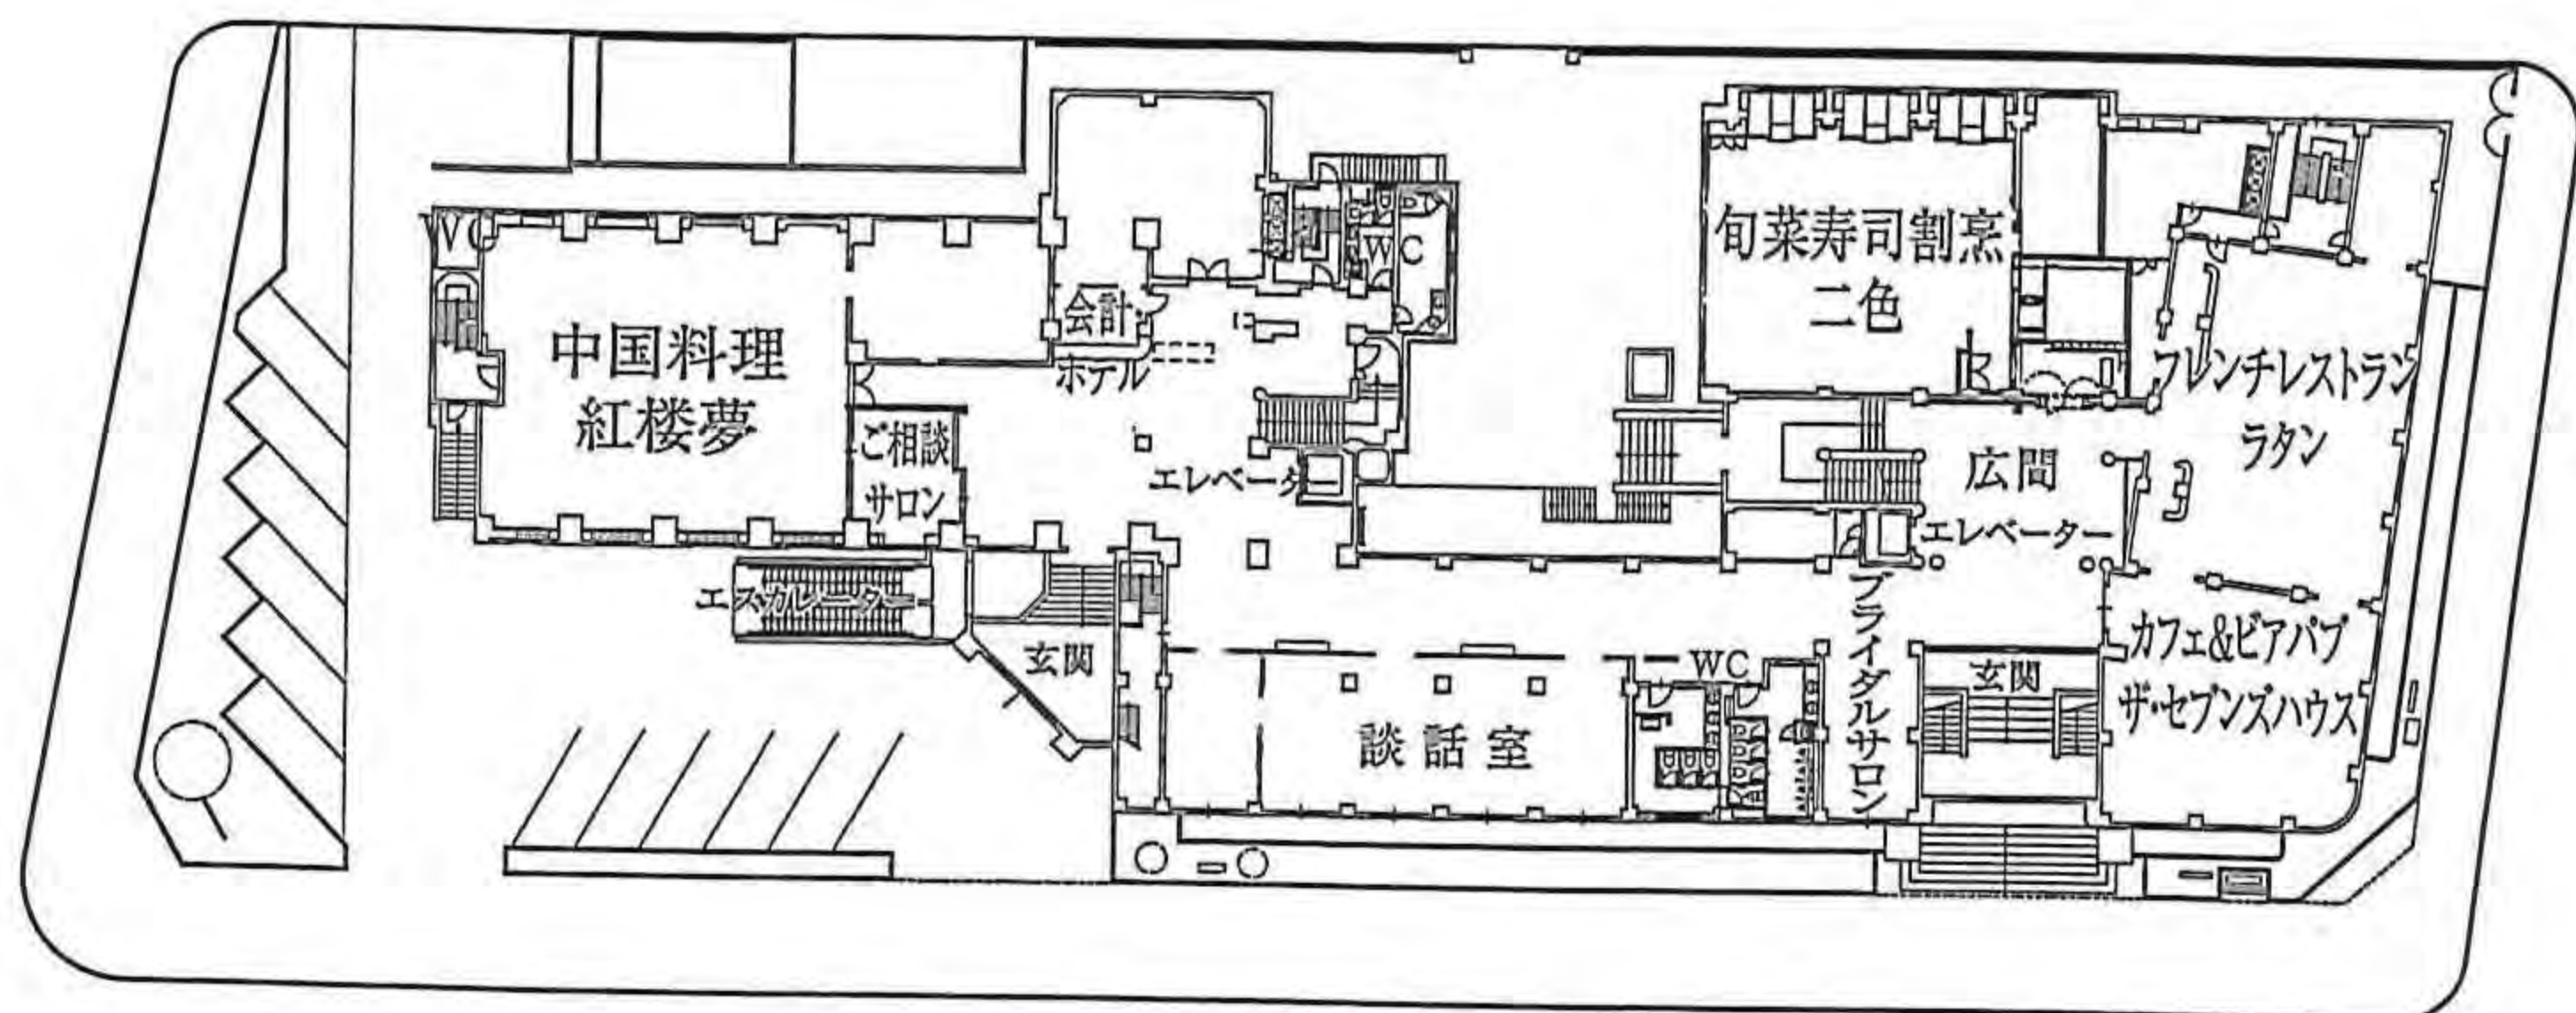 WC
中国料理
紅楼夢
ご相談
サロン
会計
ホテル
エレベーター
WC
エスカレーター
玄関
談話室
WC
ブライダルサロン
玄関
旬菜寿司割烹
二色
広間
エレベーター
フレンチレストラン
ラタン
カフェ&ビアパブ
ザ・セブンズハウス